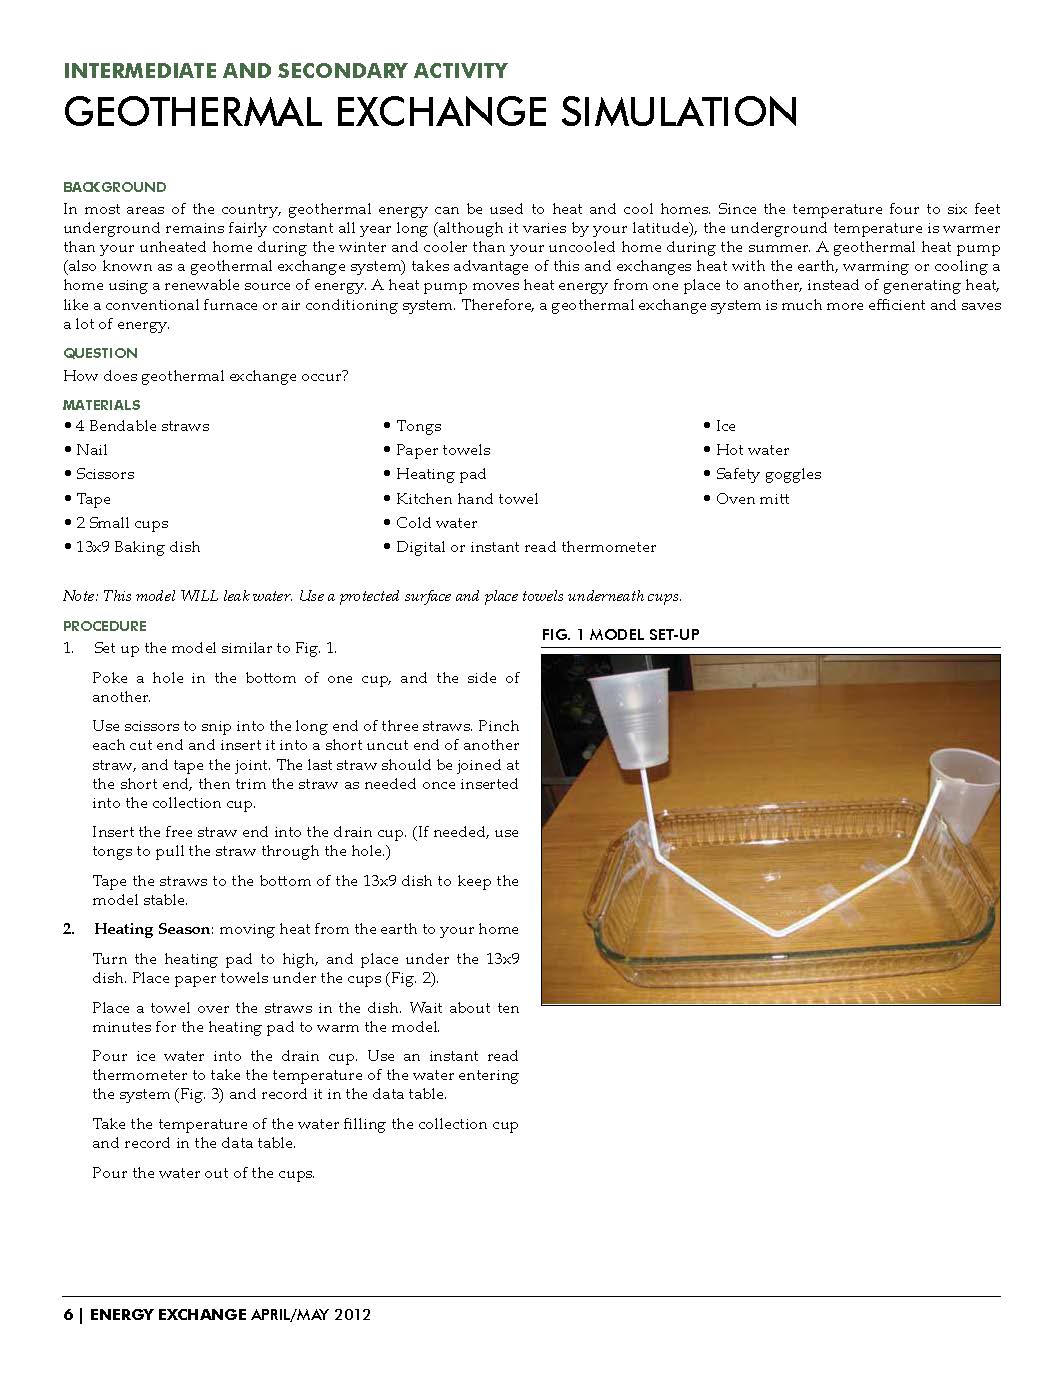 INTERMEDIATE AND SECONDARY ACTIVITY
GEOTHERMAL EXCHANGE SIMULATION
BACKGROUND
In most areas of the country, geothermal energy can be used to heat and cool homes. Since the temperature four to six feet
underground remains fairly constant all year long (although it varies by your latitude), the underground temperature is warmer
than your unheated home during the winter and cooler than your uncooled home during the summer. A geothermal heat pump
(also known as a geothermal exchange system) takes advantage of this and exchanges heat with the earth, warming or cooling a
home using a renewable source of energy. A heat pump moves heat energy from one place to another, instead of generating heat,
like a conventional furnace or air conditioning system. Therefore, a geothermal exchange system is much more efficient and saves
a lot of energy.
QUESTION
How does geothermal exchange occur?
MATERIALS
• 4 Bendable straws
• Nail
• Scissors
• Tape
• 2 Small cups
• 13x9 Baking dish
• Tongs
• Paper towels
• Heating pad
• Kitchen hand towel
• Cold water
• Digital or instant read thermometer
• Ice
• Hot water
• Safety goggles
• Oven mitt
Note: This model WILL leak water. Use a protected surface and place towels underneath cups.
PROCEDURE
1. Set up the model similar to Fig. 1.
Poke a hole in the bottom of one cup, and the side of
another.
Use scissors to snip into the long end of three straws. Pinch
each cut end and insert it into a short uncut end of another
straw, and tape the joint. The last straw should be joined at
the short end, then trim the straw as needed once inserted
into the collection cup.
Insert the free straw end into the drain cup. (If needed, use
tongs to pull the straw through the hole.)
Tape the straws to the bottom of the 13x9 dish to keep the
model stable.
2. Heating Season: moving heat from the earth to your home
Turn the heating pad to high, and place under the 13x9
dish. Place paper towels under the cups (Fig. 2).
Place a towel over the straws in the dish. Wait about ten
minutes for the heating pad to warm the model.
Pour ice water into the drain cup. Use an instant read
thermometer to take the temperature of the water entering
the system (Fig. 3) and record it in the data table.
Take the temperature of the water filling the collection cup
and record in the data table.
Pour the water out of the cups.
FIG. 1 MODEL SET-UP
6 | ENERGY EXCHANGE APRIL/MAY 2012